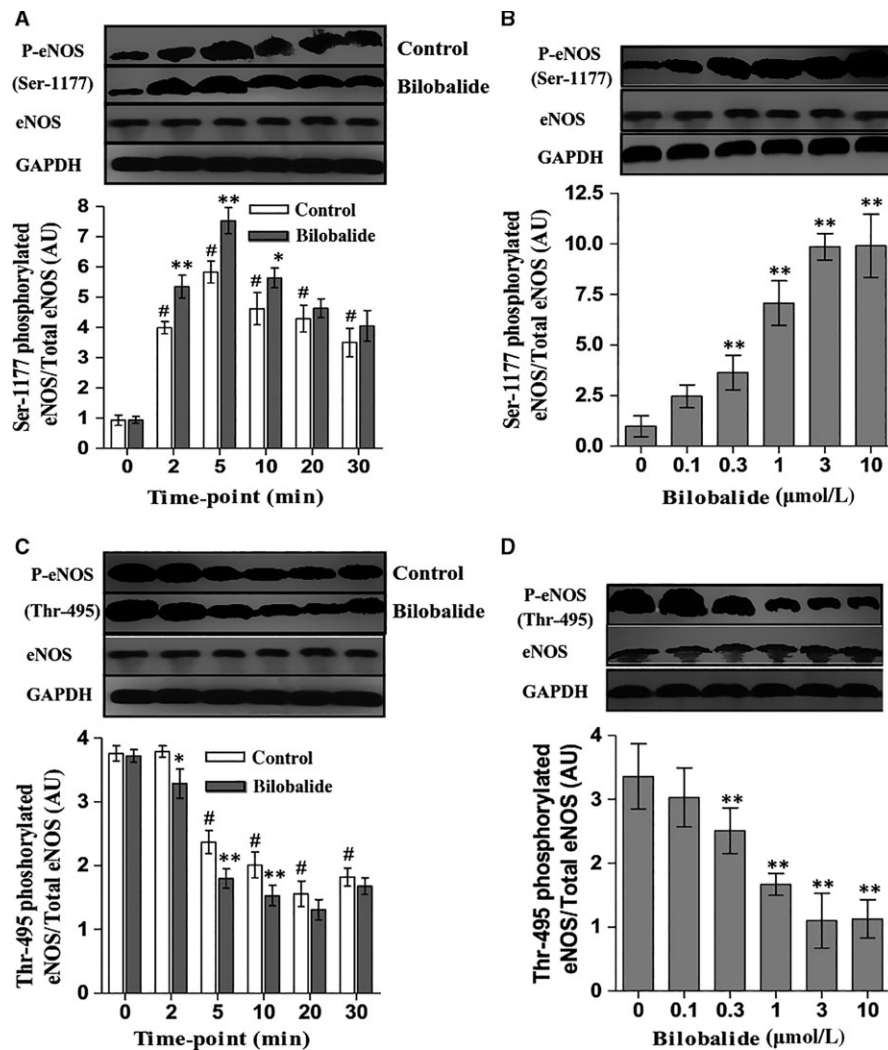 A
P-eNOS
(Ser-1177)
Control
Bilobalide
eNOS
GAPDH
Ser-1177 phosphorylated
eNOS/Total eNOS (AU)
8
7
6
5
4
3
2
1
0
Control
Bilobalide
# ** # ** # * # #
0 2 5 10 20 30
Time-point (min)
B
P-eNOS
(Ser-1177)
eNOS
GAPDH
Ser-1177 phosphorylated
eNOS/Total eNOS (AU)
12.5
10.0
7.5
5.0
2.5
0.0
** ** ** **
0 0.1 0.3 1 3 10
Bilobalide (μmol/L)
C
P-eNOS
(Thr-495)
Control
Bilobalide
eNOS
GAPDH
Thr-495 phoshorylated
eNOS/Total eNOS (AU)
4
3
2
1
0
Control
Bilobalide
* # ** # ** # #
0 2 5 10 20 30
Time-point (min)
D
P-eNOS
(Thr-495)
eNOS
GAPDH
Thr-495 phosphorylated
eNOS/Total eNOS (AU)
4
3
2
1
0
** ** ** **
0 0.1 0.3 1 3 10
Bilobalide (μmol/L)